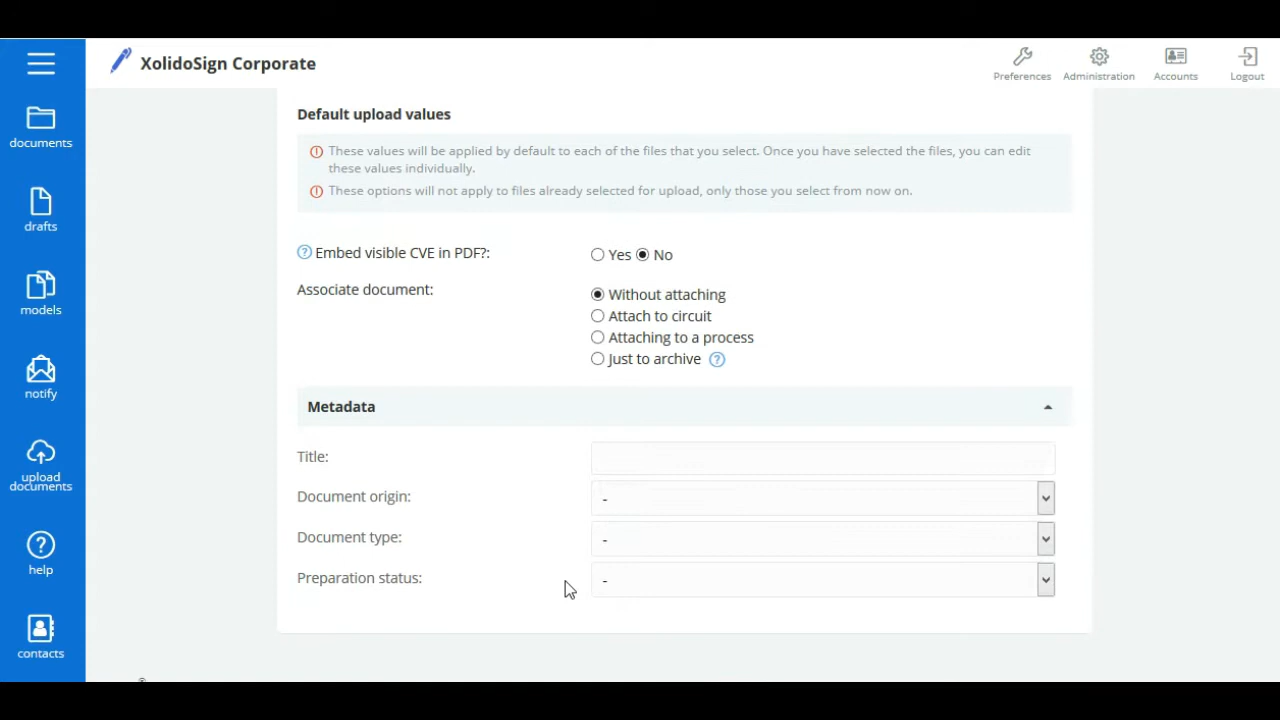 XolidoSign Corporate
Preferences
Administration
Accounts
Logout
documents
drafts
models
notify
upload
documents
help
contacts
Default upload values
These values will be applied by default to each of the files that you select. Once you have selected the files, you can edit
these values individually.
These options will not apply to files already selected for upload, only those you select from now on.
Embed visible CVE in PDF?: Yes No
Associate document: Without attaching
Attach to circuit
Attaching to a process
Just to archive
Metadata
Title:
Document origin: -
Document type: -
Preparation status: -